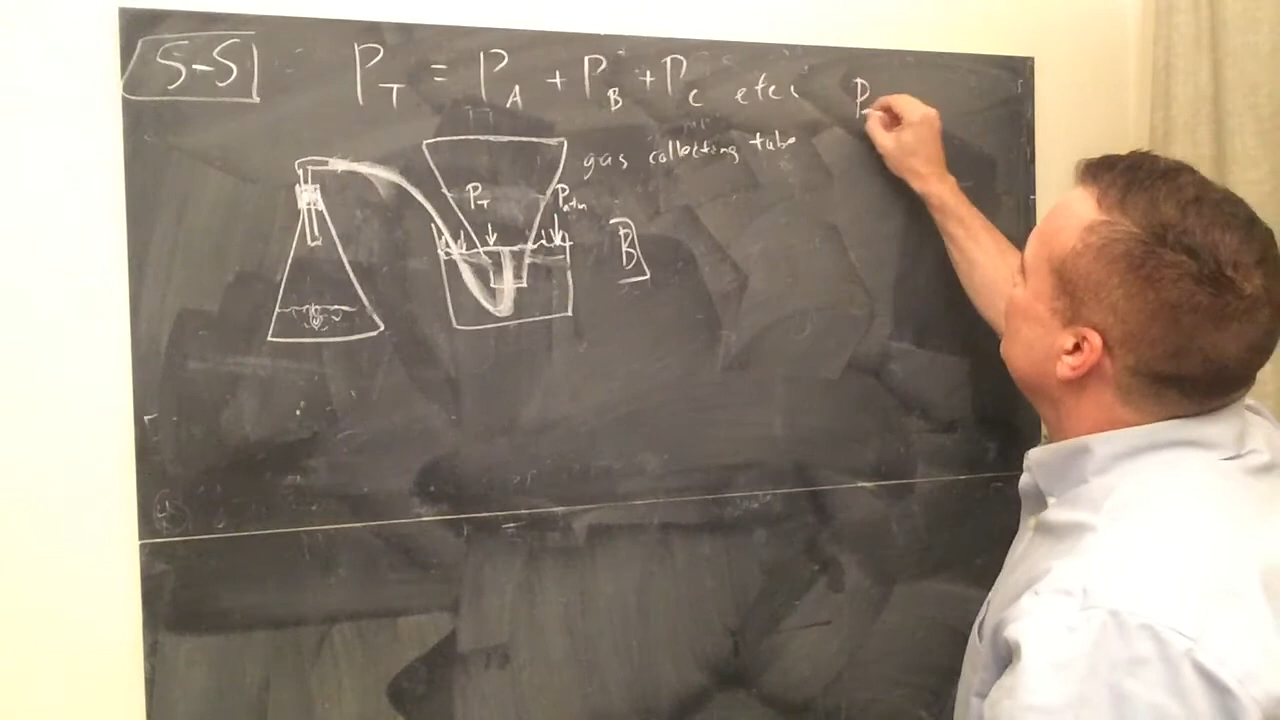 S-S P_T = P_A + P_B + P_C etc. P
gas collecting tube
P_T P_atm
B